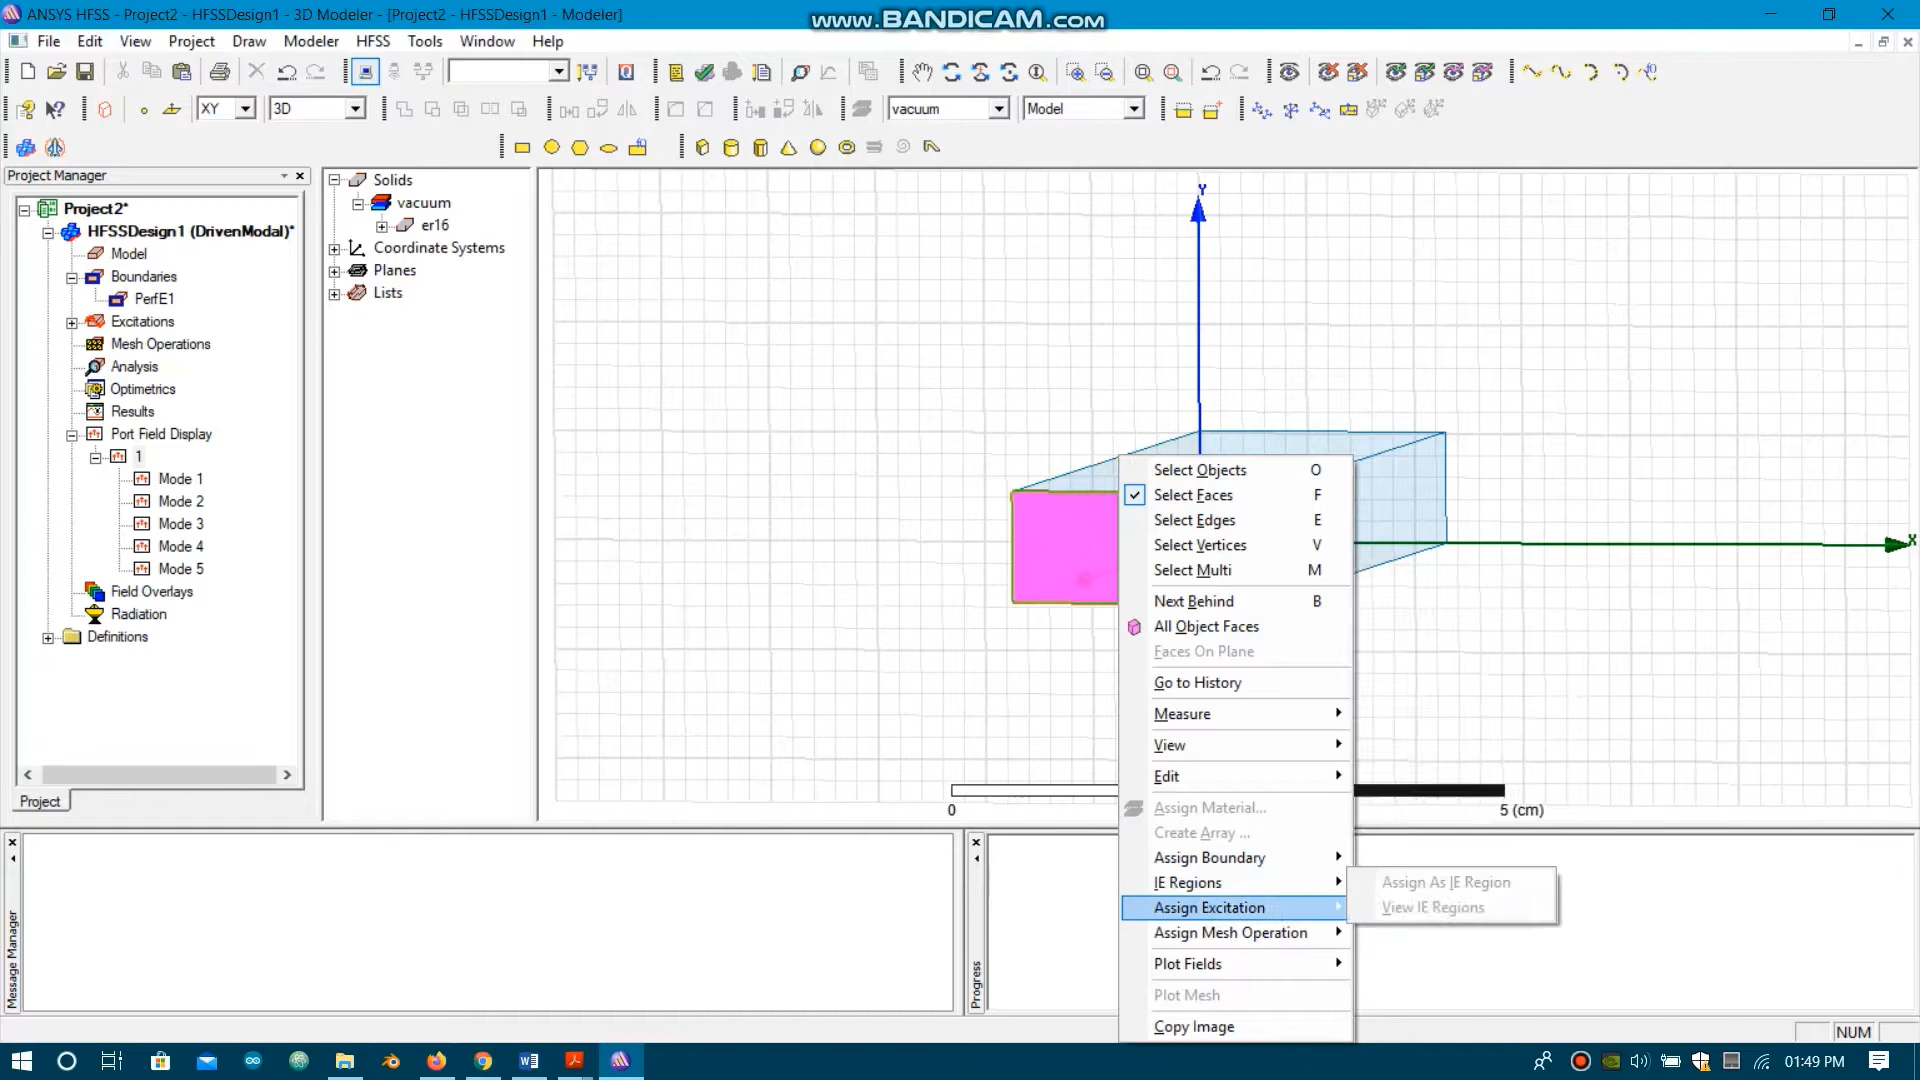 ANSYS HFSS - Project2 - HFSSDesign1 - 3D Modeler - [Project2 - HFSSDesign1 - Modeler]
www.BANDICAM.com
File Edit View Project Draw Modeler HFSS Tools Window Help
XY 3D vacuum Model
Project Manager
Project2*
HFSSDesign1 (DrivenModal)*
Model
Boundaries
PerfE1
Excitations
Mesh Operations
Analysis
Optimetrics
Results
Port Field Display
1
Mode 1
Mode 2
Mode 3
Mode 4
Mode 5
Field Overlays
Radiation
Definitions
Project
Solids
vacuum
er16
Coordinate Systems
Planes
Lists
Y
X
0
5 (cm)
Select Objects O
Select Faces F
Select Edges E
Select Vertices V
Select Multi M
Next Behind B
All Object Faces
Faces On Plane
Go to History
Measure
View
Edit
Assign Material...
Create Array ...
Assign Boundary
IE Regions
Assign Excitation
Assign Mesh Operation
Plot Fields
Plot Mesh
Copy Image
Assign As IE Region
View IE Regions
Message Manager
Progress
NUM
01:49 PM